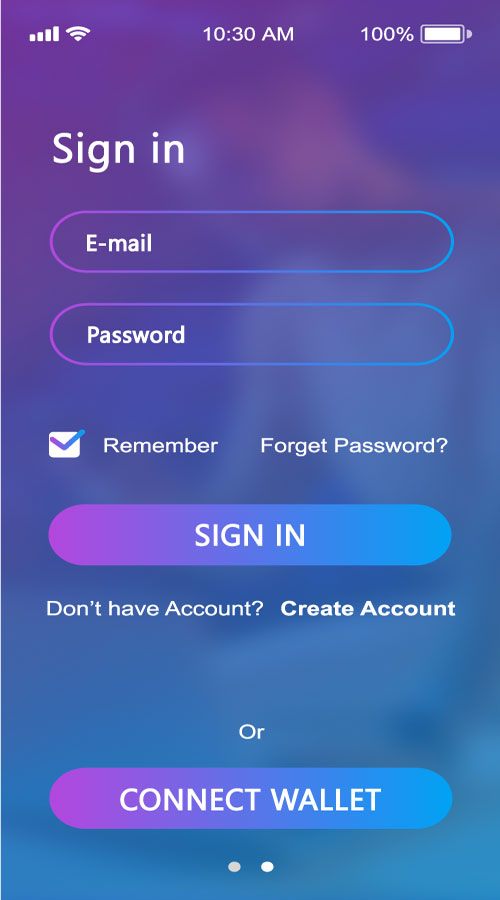 10:30 AM 100%
Sign in
E-mail
Password
Remember Forget Password?
SIGN IN
Don't have Account? Create Account
Or
CONNECT WALLET